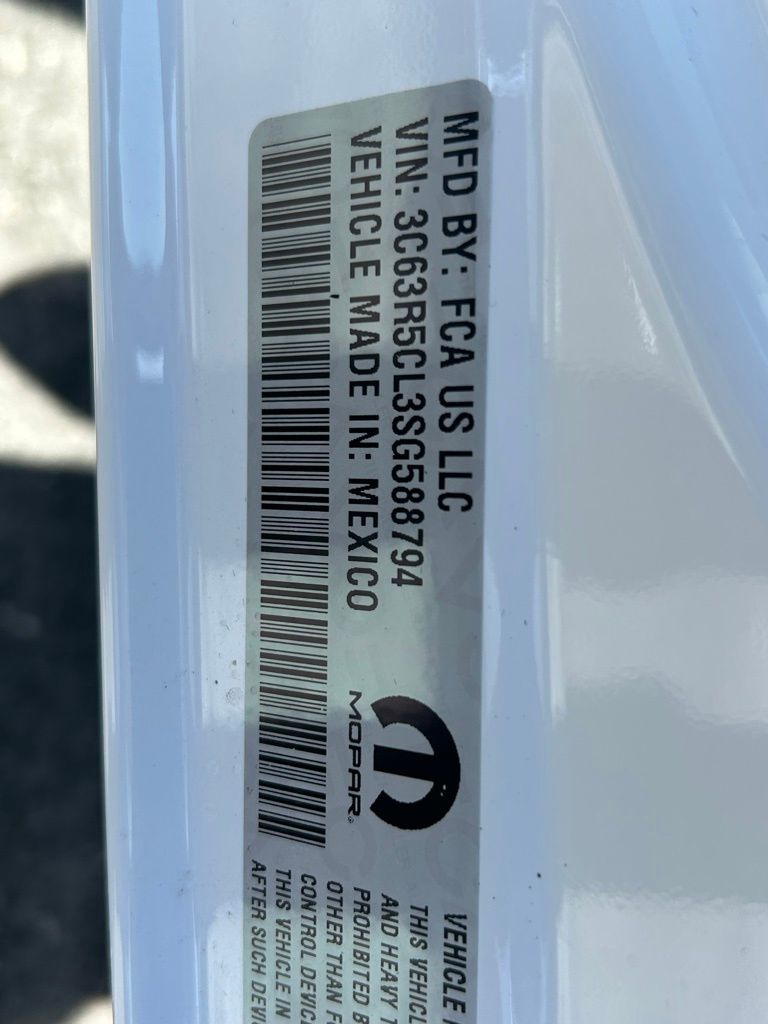 MFD BY: FCA US LLC
VIN: 3C63R5CL3SG588794
VEHICLE MADE IN: MEXICO
MOPAR
VEHICLE
THIS VEHICL
AND HEAVY
PROHIBITED B
OTHER THAN F
CONTROL DEVIC
THIS VEHICLE IN
AFTER SUCH DEVI